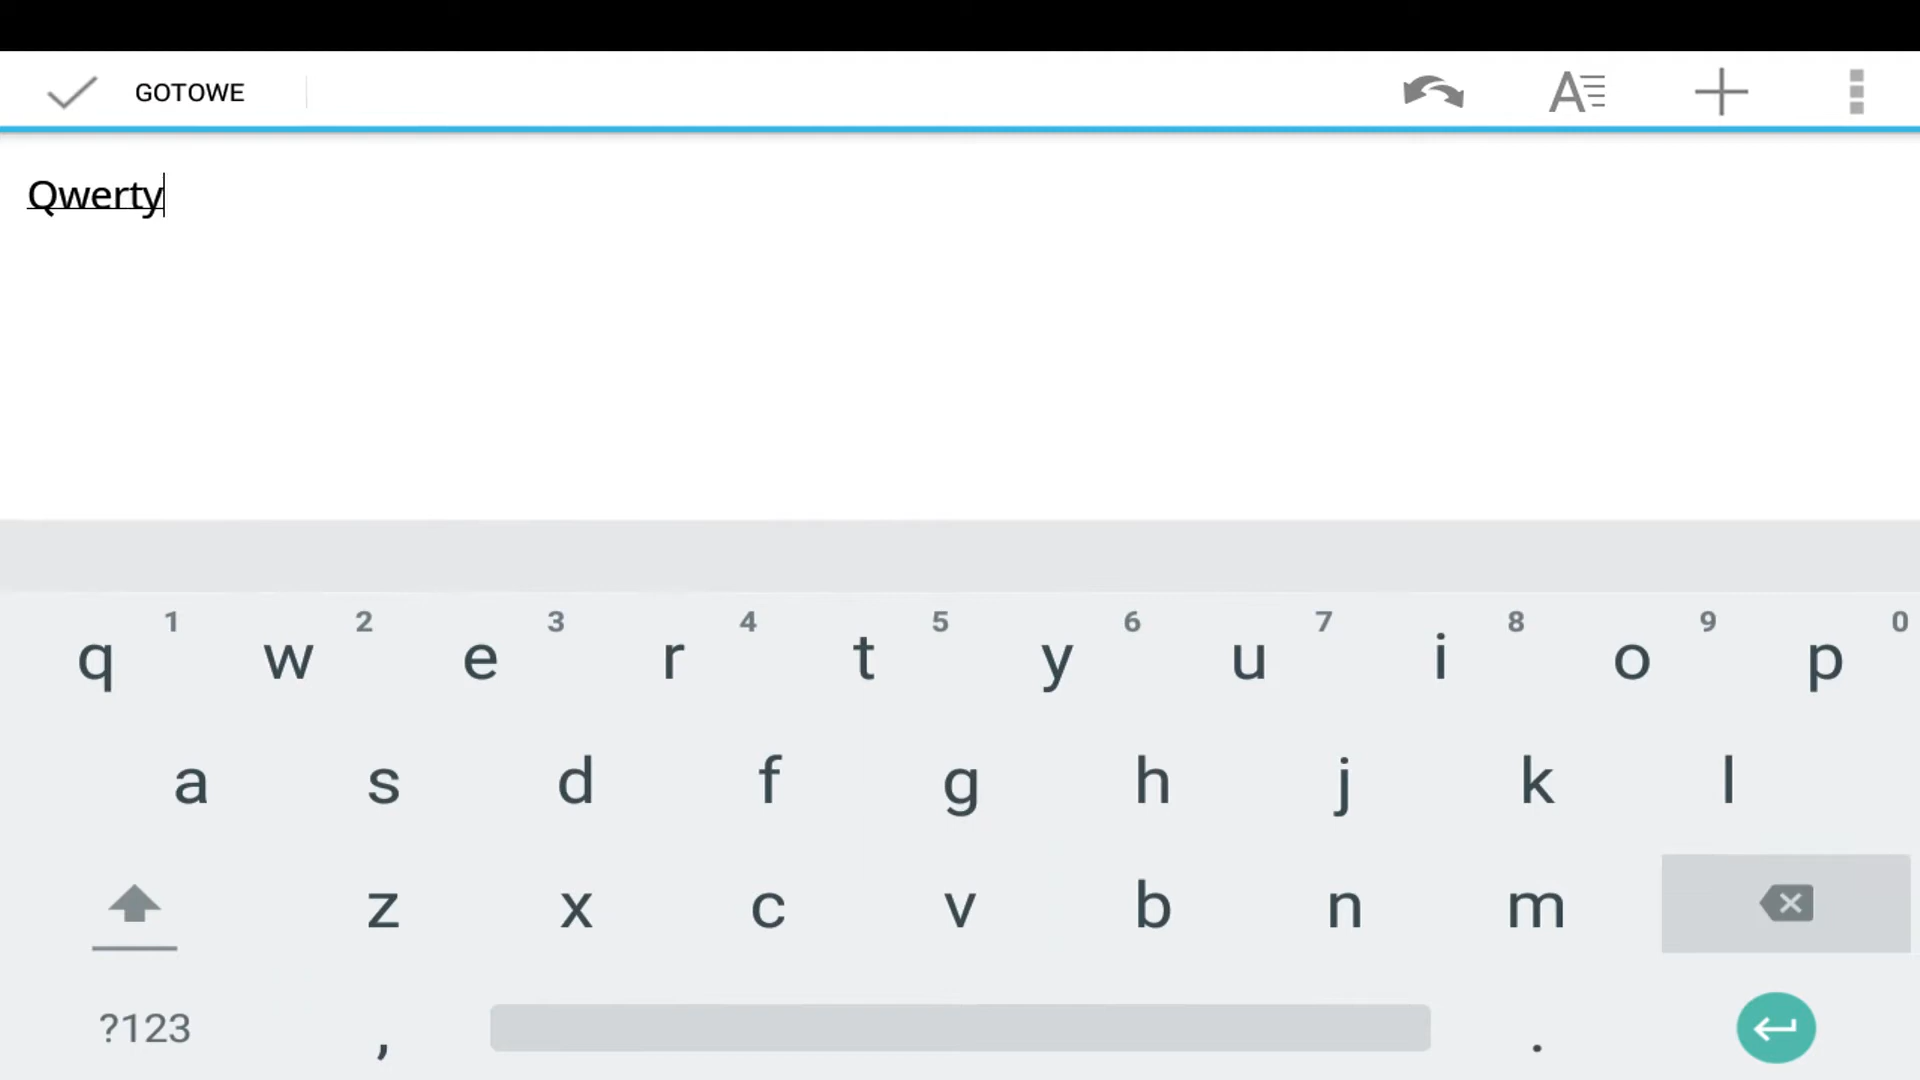 GOTOWE
Qwerty
1 2 3 4 5 6 7 8 9 0
q w e r t y u i o p
a s d f g h j k l
z x c v b n m
?123 , .